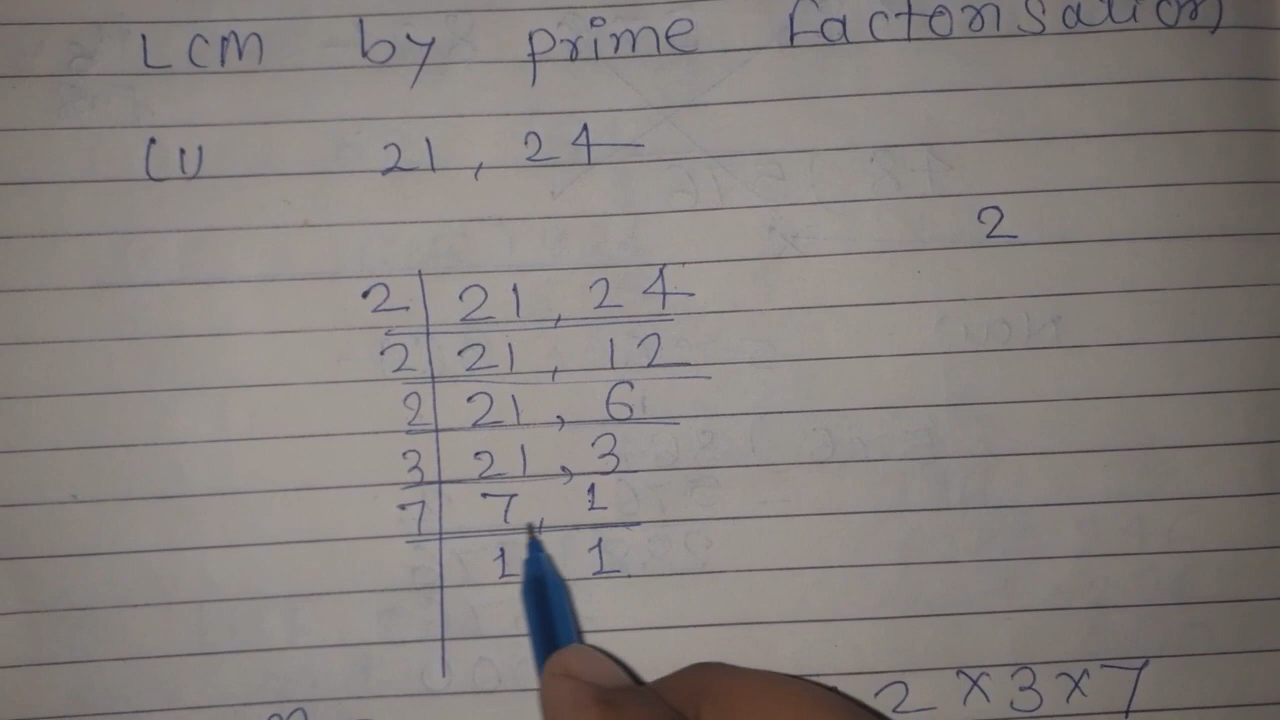 LCM by prime factorisation
(1) 21, 24
2
2 | 21, 24
2 | 21, 12
2 | 21, 6
3 | 21, 3
7 | 7, 1
1 1
2 × 3 × 7